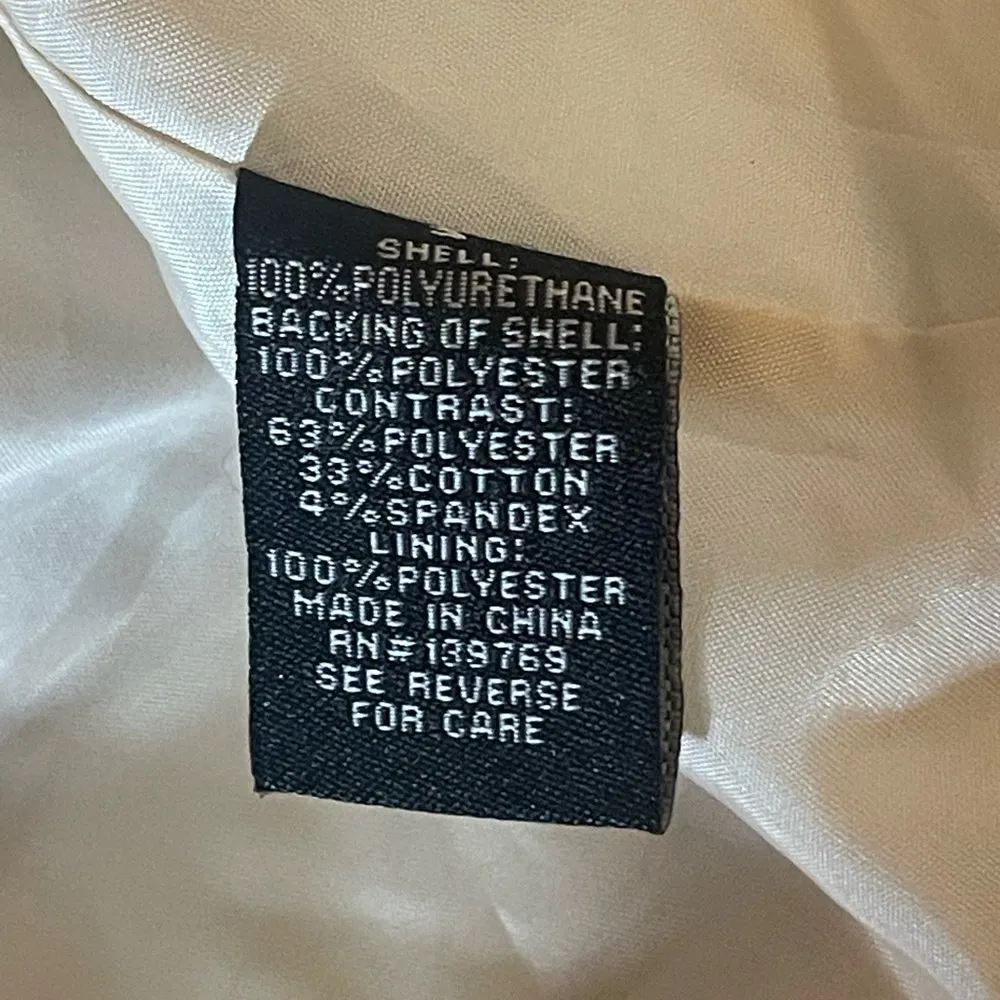 SHELL:
100%POLYURETHANE
BACKING OF SHELL:
100%POLYESTER
CONTRAST:
63%POLYESTER
33%COTTON
4%SPANDEX
LINING:
100%POLYESTER
MADE IN CHINA
RN#139769
SEE REVERSE
FOR CARE